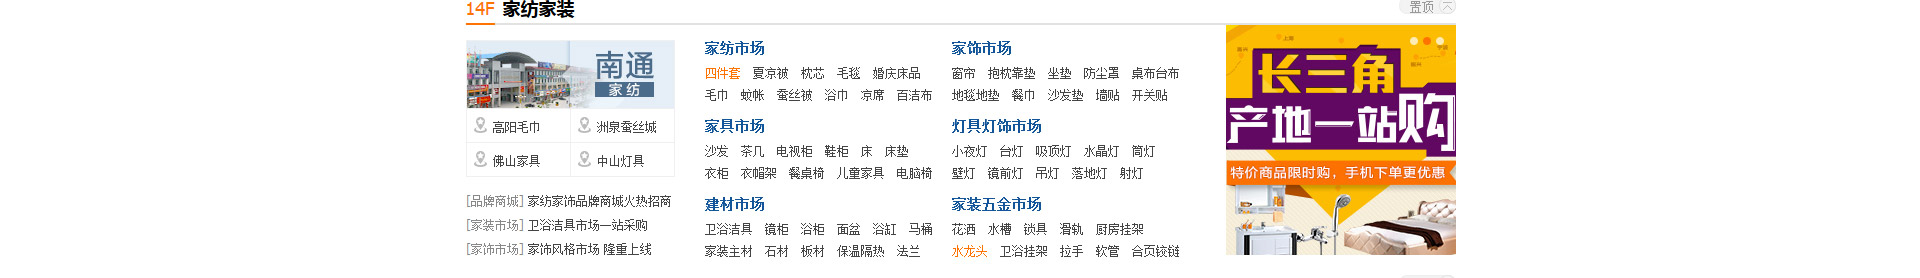 14F 家纺家装
置顶
南通
家纺
高阳毛巾 洲泉蚕丝城
佛山家具 中山灯具
[品牌商城] 家纺家饰品牌商城火热招商
[家装市场] 卫浴洁具市场一站采购
[家饰市场] 家饰风格市场 隆重上线
家纺市场
四件套 夏凉被 枕芯 毛毯 婚庆床品
毛巾 蚊帐 蚕丝被 浴巾 凉席 百洁布
家具市场
沙发 茶几 电视柜 鞋柜 床 床垫
衣柜 衣帽架 餐桌椅 儿童家具 电脑椅
建材市场
卫浴洁具 镜柜 浴柜 面盆 浴缸 马桶
家装主材 石材 板材 保温隔热 法兰
家饰市场
窗帘 抱枕靠垫 坐垫 防尘罩 桌布台布
地毯地垫 餐巾 沙发垫 墙贴 开关贴
灯具灯饰市场
小夜灯 台灯 吸顶灯 水晶灯 筒灯
壁灯 镜前灯 吊灯 落地灯 射灯
家装五金市场
花洒 水槽 锁具 滑轨 厨房挂架
水龙头 卫浴挂架 拉手 软管 合页铰链
长三角
产地一站购
特价商品限时购，手机下单更优惠